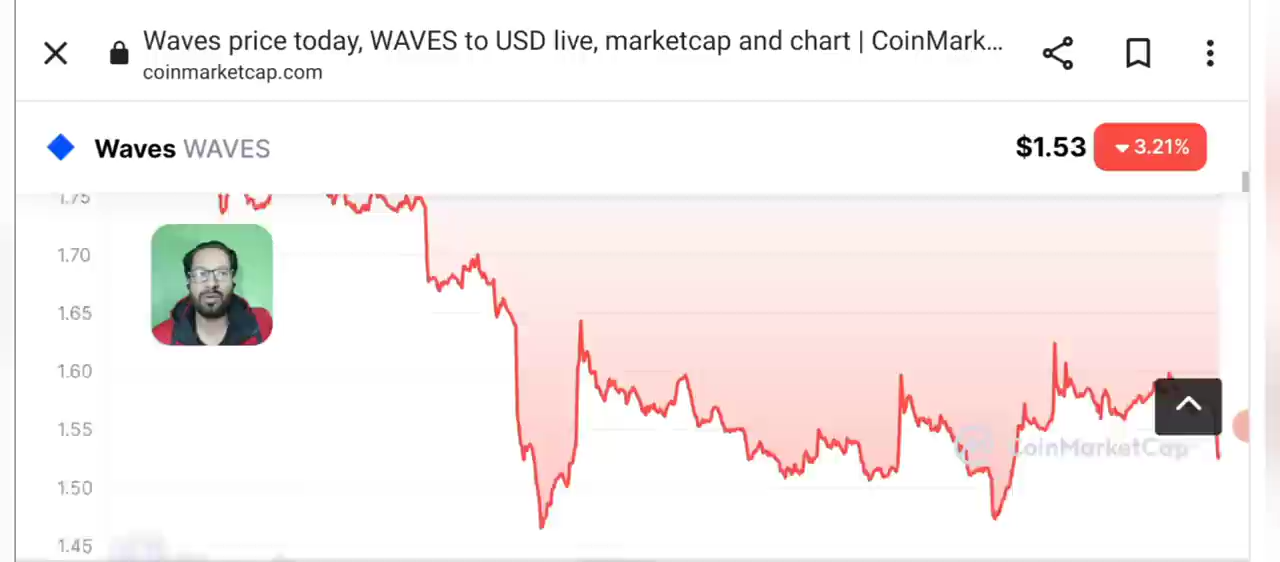 Waves price today, WAVES to USD live, marketcap and chart | CoinMark...
coinmarketcap.com
Waves WAVES
$1.53
3.21%
1.75
1.70
1.65
1.60
1.55
1.50
1.45
CoinMarketCap